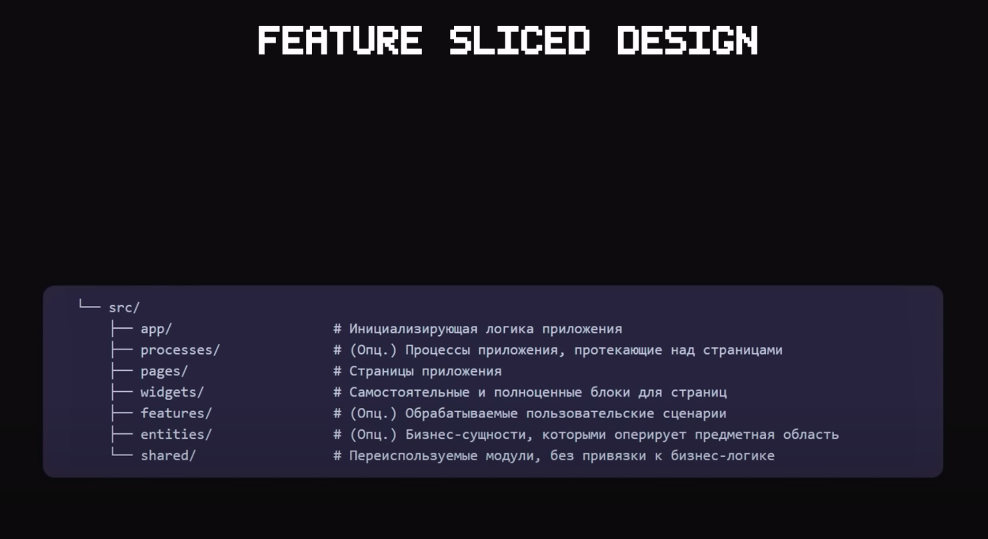 FEATURE SLICED DESIGN
└── src/
    ├── app/                    # Инициализирующая логика приложения
    ├── processes/              # (Опц.) Процессы приложения, протекающие над страницами
    ├── pages/                  # Страницы приложения
    ├── widgets/                # Самостоятельные и полноценные блоки для страниц
    ├── features/               # (Опц.) Обрабатываемые пользовательские сценарии
    ├── entities/               # (Опц.) Бизнес-сущности, которыми оперирует предметная область
    └── shared/                 # Переиспользуемые модули, без привязки к бизнес-логике